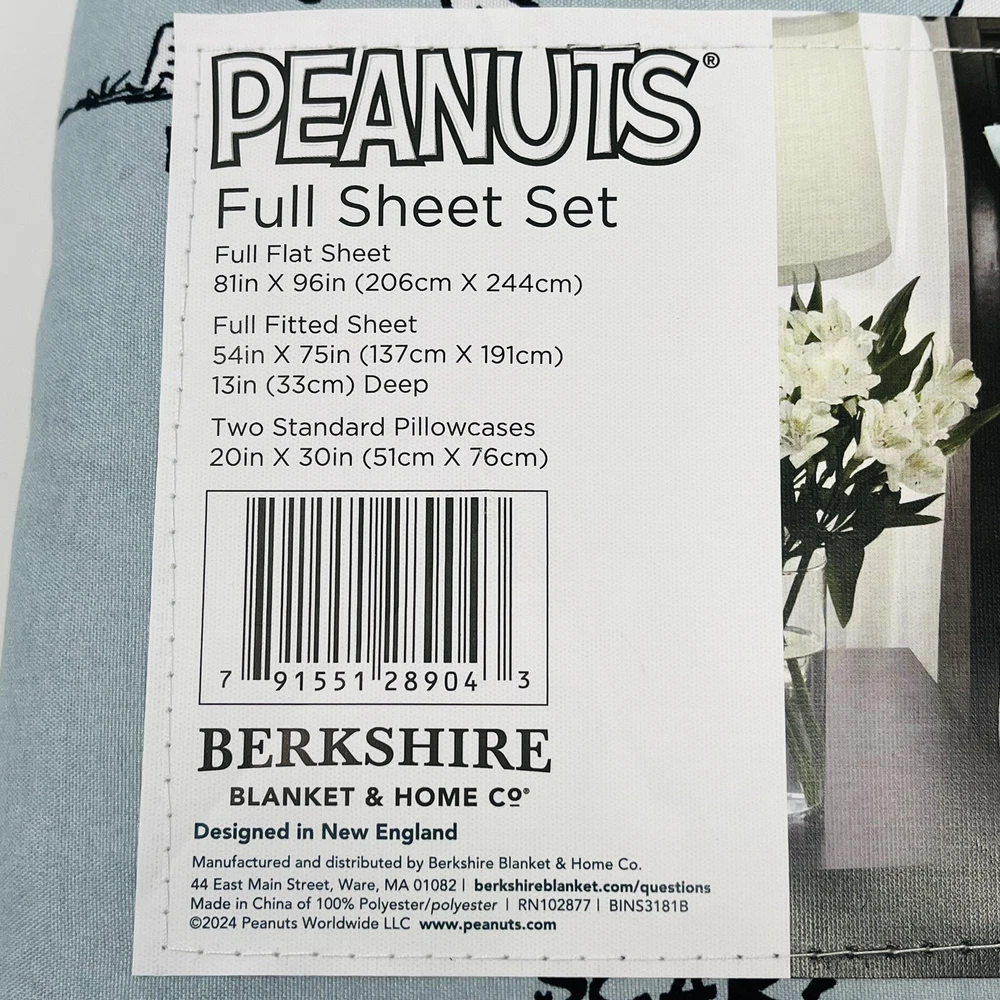 PEANUTS®
Full Sheet Set
Full Flat Sheet
81in X 96in (206cm X 244cm)
Full Fitted Sheet
54in X 75in (137cm X 191cm)
13in (33cm) Deep
Two Standard Pillowcases
20in X 30in (51cm X 76cm)
7 91551 28904 3
BERKSHIRE
BLANKET & HOME Cº®
Designed in New England
Manufactured and distributed by Berkshire Blanket & Home Co.
44 East Main Street, Ware, MA 01082 | berkshireblanket.com/questions
Made in China of 100% Polyester/polyester | RN102877 | BINS3181B
©2024 Peanuts Worldwide LLC www.peanuts.com